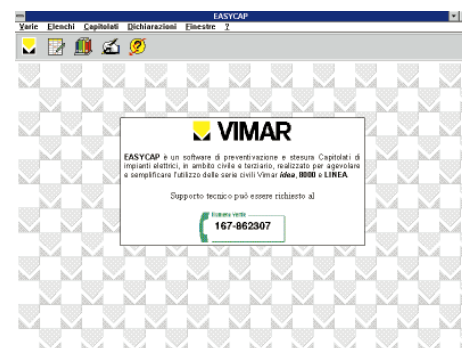 EASYCAP
Varie Elenchi Capitolati Dichiarazioni Finestre ?
VIMAR
EASYCAP è un software di preventivazione e stesura Capitolati di
impianti elettrici, in ambito civile e terziario, realizzato per agevolare
e semplificare l'utilizzo delle serie civili Vimar idea, 8000 e LINEA.
Supporto tecnico può essere richiesto al
Numero verde
167-862307